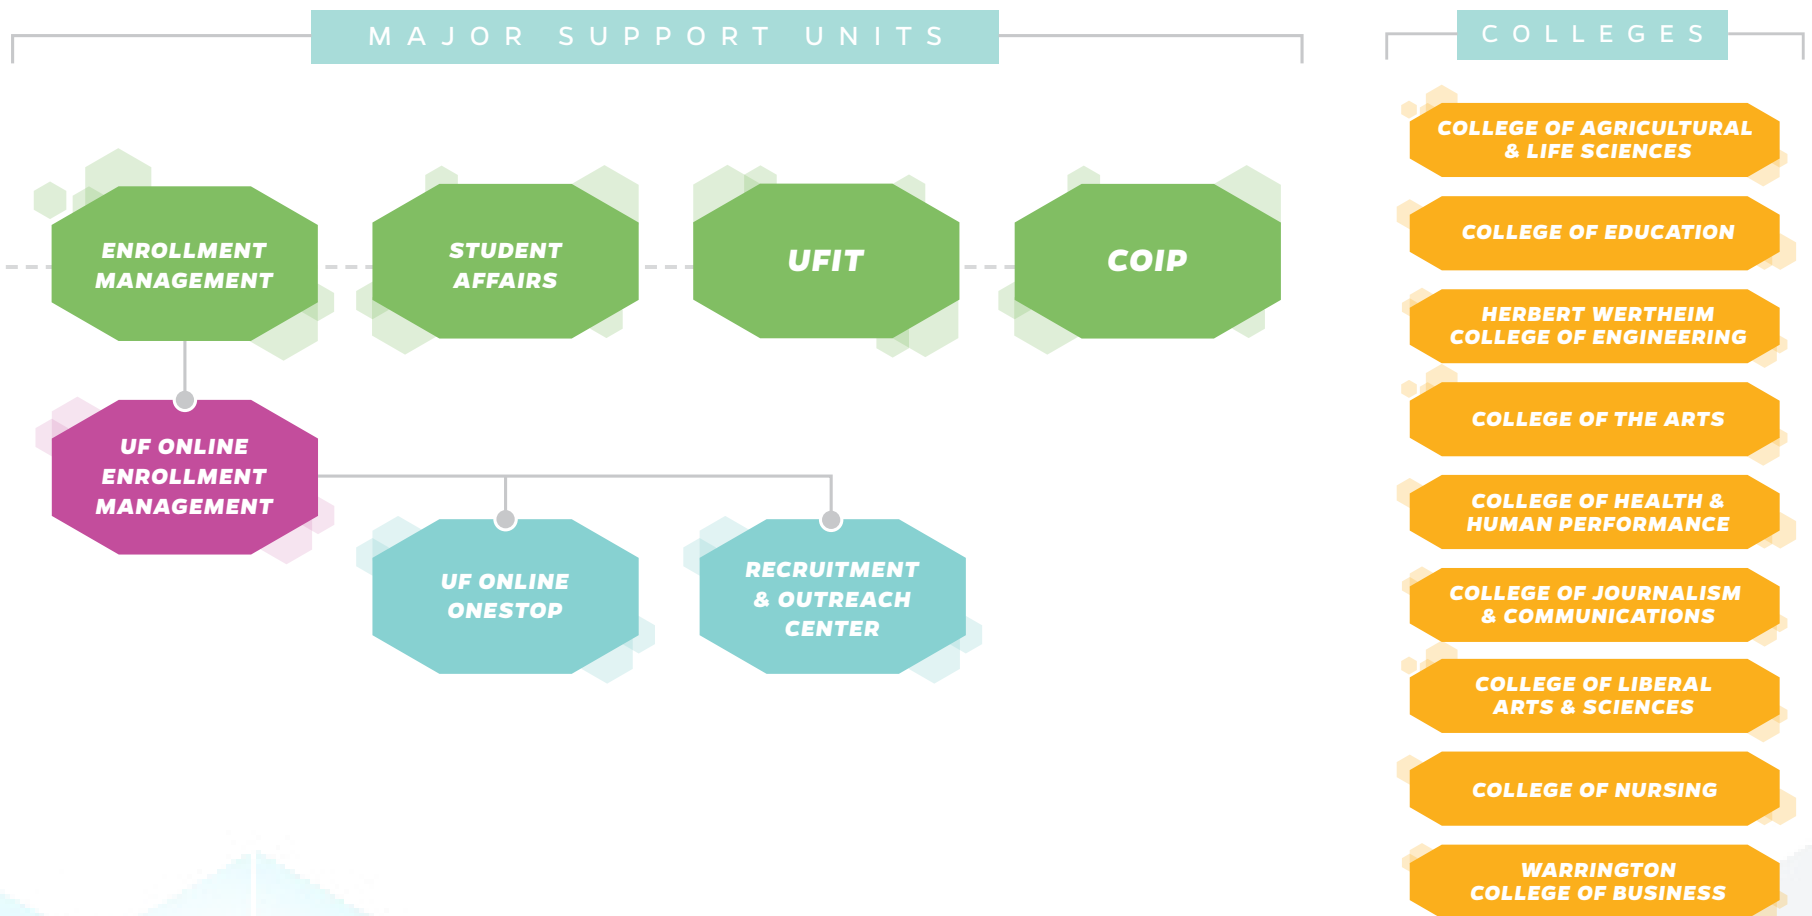 MAJOR SUPPORT UNITS
ENROLLMENT
MANAGEMENT
STUDENT
AFFAIRS
UFIT
COIP
UF ONLINE
ENROLLMENT
MANAGEMENT
UF ONLINE
ONESTOP
RECRUITMENT
& OUTREACH
CENTER
COLLEGES
COLLEGE OF AGRICULTURAL
& LIFE SCIENCES
COLLEGE OF EDUCATION
HERBERT WERTHEIM
COLLEGE OF ENGINEERING
COLLEGE OF THE ARTS
COLLEGE OF HEALTH &
HUMAN PERFORMANCE
COLLEGE OF JOURNALISM
& COMMUNICATIONS
COLLEGE OF LIBERAL
ARTS & SCIENCES
COLLEGE OF NURSING
WARRINGTON
COLLEGE OF BUSINESS